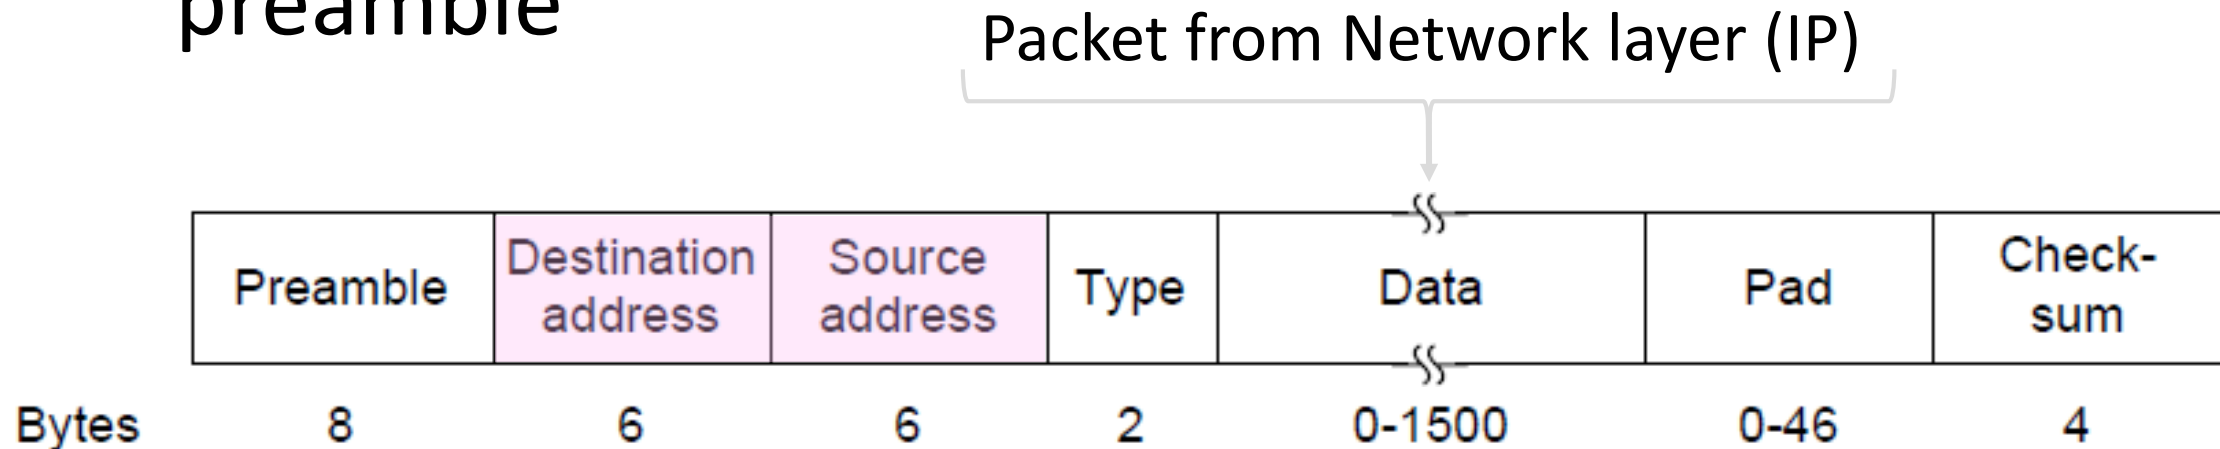 preamble
Packet from Network layer (IP)
Preamble
Destination
address
Source
address
Type
Data
Pad
Check-
sum
Bytes 8 6 6 2 0-1500 0-46 4